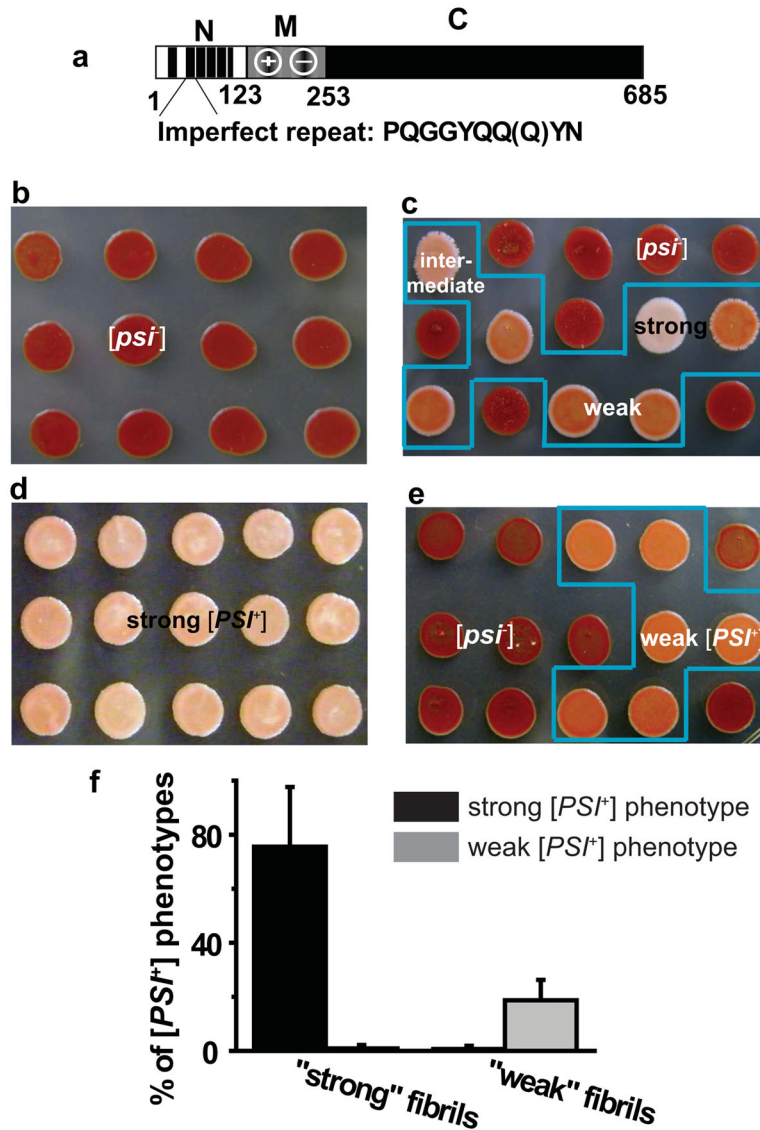 a
N M C
+ −
1 123 253 685
Imperfect repeat: PQGGYQQ(Q)YN
b
[psi-]
c
inter-
mediate
[psi-]
strong
weak
d
strong [PSI+]
e
[psi-]
weak [PSI+]
f
% of [PSI+] phenotypes
80
40
0
strong [PSI+] phenotype
weak [PSI+] phenotype
"strong" fibrils
"weak" fibrils